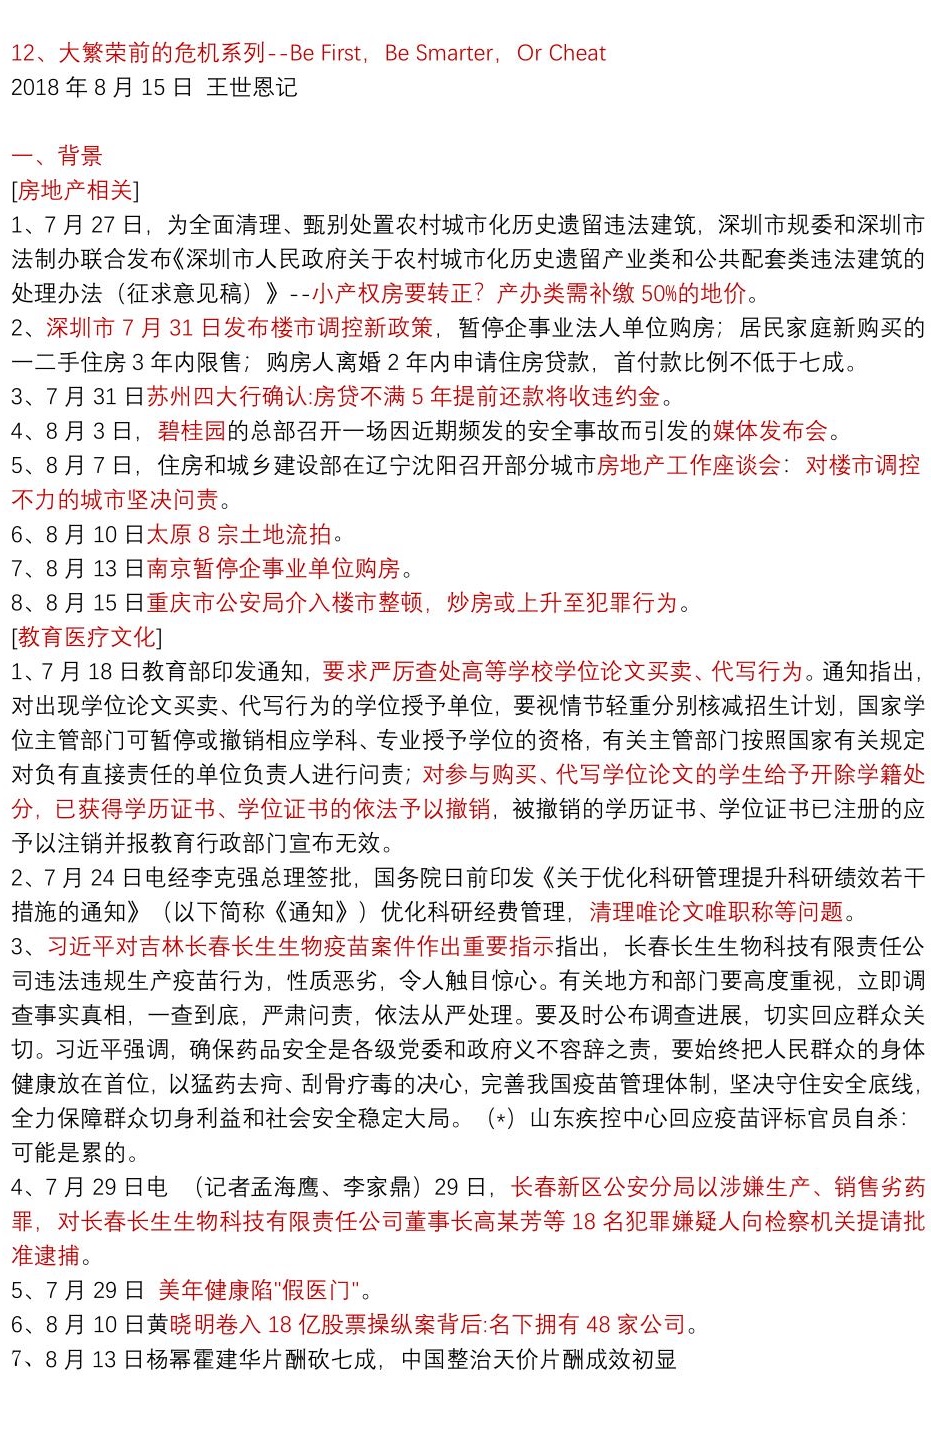 12、大繁荣前的危机系列--Be First，Be Smarter，Or Cheat
2018 年 8 月 15 日 王世恩记
一、背景
[房地产相关]
1、7 月 27 日，为全面清理、甄别处置农村城市化历史遗留违法建筑，深圳市规委和深圳市
法制办联合发布《深圳市人民政府关于农村城市化历史遗留产业类和公共配套类违法建筑的
处理办法（征求意见稿）》--小产权房要转正？产办类需补缴 50%的地价。
2、深圳市 7 月 31 日发布楼市调控新政策，暂停企事业法人单位购房；居民家庭新购买的
一二手住房 3 年内限售；购房人离婚 2 年内申请住房贷款，首付款比例不低于七成。
3、7 月 31 日苏州四大行确认:房贷不满 5 年提前还款将收违约金。
4、8 月 3 日，碧桂园的总部召开一场因近期频发的安全事故而引发的媒体发布会。
5、8 月 7 日，住房和城乡建设部在辽宁沈阳召开部分城市房地产工作座谈会：对楼市调控
不力的城市坚决问责。
6、8 月 10 日太原 8 宗土地流拍。
7、8 月 13 日南京暂停企事业单位购房。
8、8 月 15 日重庆市公安局介入楼市整顿，炒房或上升至犯罪行为。
[教育医疗文化]
1、7 月 18 日教育部印发通知，要求严厉查处高等学校学位论文买卖、代写行为。通知指出，
对出现学位论文买卖、代写行为的学位授予单位，要视情节轻重分别核减招生计划，国家学
位主管部门可暂停或撤销相应学科、专业授予学位的资格，有关主管部门按照国家有关规定
对负有直接责任的单位负责人进行问责；对参与购买、代写学位论文的学生给予开除学籍处
分，已获得学历证书、学位证书的依法予以撤销，被撤销的学历证书、学位证书已注册的应
予以注销并报教育行政部门宣布无效。
2、7 月 24 日电经李克强总理签批，国务院日前印发《关于优化科研管理提升科研绩效若干
措施的通知》（以下简称《通知》）优化科研经费管理，清理唯论文唯职称等问题。
3、习近平对吉林长春长生生物疫苗案件作出重要指示指出，长春长生生物科技有限责任公
司违法违规生产疫苗行为，性质恶劣，令人触目惊心。有关地方和部门要高度重视，立即调
查事实真相，一查到底，严肃问责，依法从严处理。要及时公布调查进展，切实回应群众关
切。习近平强调，确保药品安全是各级党委和政府义不容辞之责，要始终把人民群众的身体
健康放在首位，以猛药去疴、刮骨疗毒的决心，完善我国疫苗管理体制，坚决守住安全底线，
全力保障群众切身利益和社会安全稳定大局。（*）山东疾控中心回应疫苗评标官员自杀：
可能是累的。
4、7 月 29 日电 （记者孟海鹰、李家鼎）29 日，长春新区公安分局以涉嫌生产、销售劣药
罪，对长春长生生物科技有限责任公司董事长高某芳等 18 名犯罪嫌疑人向检察机关提请批
准逮捕。
5、7 月 29 日 美年健康陷"假医门"。
6、8 月 10 日黄晓明卷入 18 亿股票操纵案背后:名下拥有 48 家公司。
7、8 月 13 日杨幂霍建华片酬砍七成，中国整治天价片酬成效初显